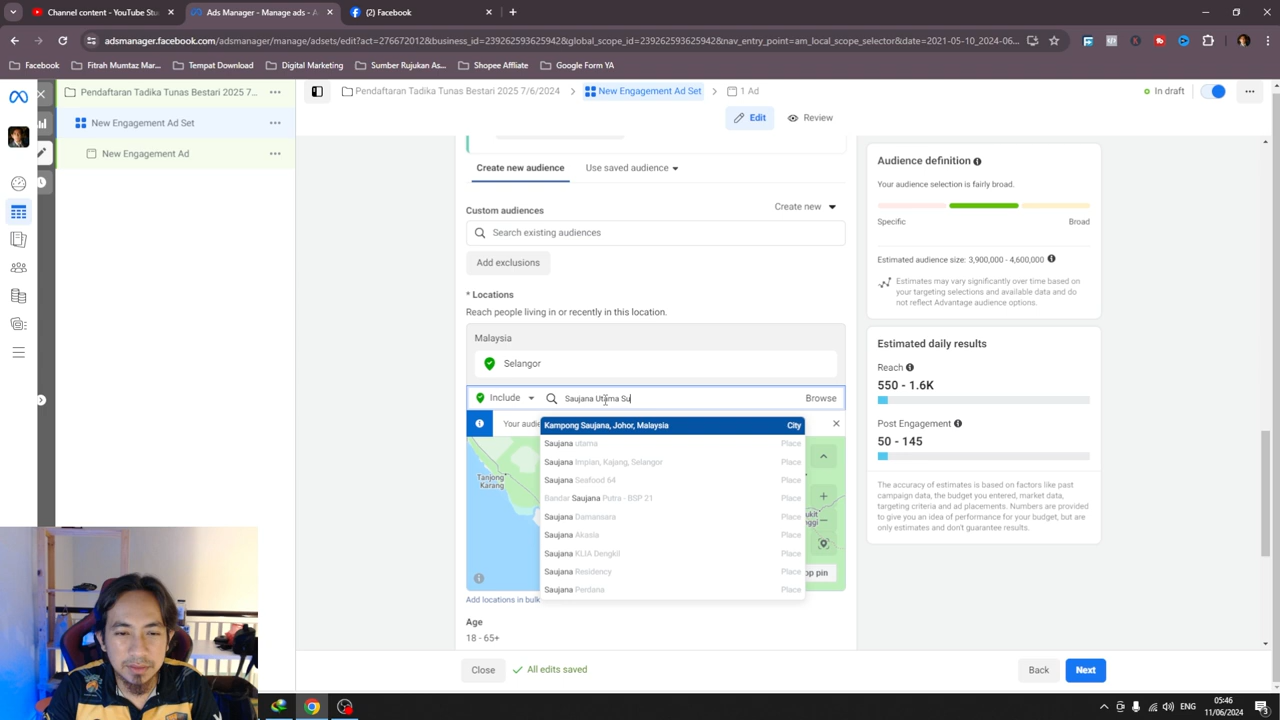 Channel content - YouTube
Ads Manager - Manage ads - A
(2) Facebook
adsmanager.facebook.com/adsmanager/manage/adsets/edit?act=276672012&business_id=239262593625942&global_scope_id=239262593625942&nav_entry_point=am_local_scope_selector&date=2021-05-10_2024-06...
Facebook
Fitrah Mumtaz YA...
Tempat Download
Digital Marketing
Sumber Rujukan As...
Shopee Affliate
Google Form YA
Pendaftaran Tadika Tunas Bestari 2025 7...
Pendaftaran Tadika Tunas Bestari 2025 7/6/2024
New Engagement Ad Set
1 Ad
In draft
Edit
Review
New Engagement Ad Set
New Engagement Ad
Create new audience
Use saved audience
Custom audiences
Create new
Search existing audiences
Add exclusions
* Locations
Reach people living in or recently in this location.
Malaysia
Selangor
Include
Saujana Utama Su
Browse
Your audie
Kampong Saujana, Johor, Malaysia City
Saujana utama Place
Saujana Impian, Kajang, Selangor Place
Saujana Seafood 64 Place
Bandar Saujana Putra - BSP 21 Place
Saujana Damansara Place
Saujana Akasia Place
Saujana KLIA Dengkil Place
Saujana Residency Place
Saujana Perdana Place
Tanjong
Karang
op pin
Add locations in bulk
Age
18 - 65+
Close
All edits saved
Back
Next
Audience definition
Your audience selection is fairly broad.
Specific
Broad
Estimated audience size: 3,900,000 - 4,600,000
Estimates may vary significantly over time based on
your targeting selections and available data and do
not reflect Advantage audience options.
Estimated daily results
Reach
550 - 1.6K
Post Engagement
50 - 145
The accuracy of estimates is based on factors like past
campaign data, the budget you entered, market data,
targeting criteria and ad placements. Numbers are provided
to give you an idea of performance for your budget, but are
only estimates and don't guarantee results.
05:46
11/06/2024